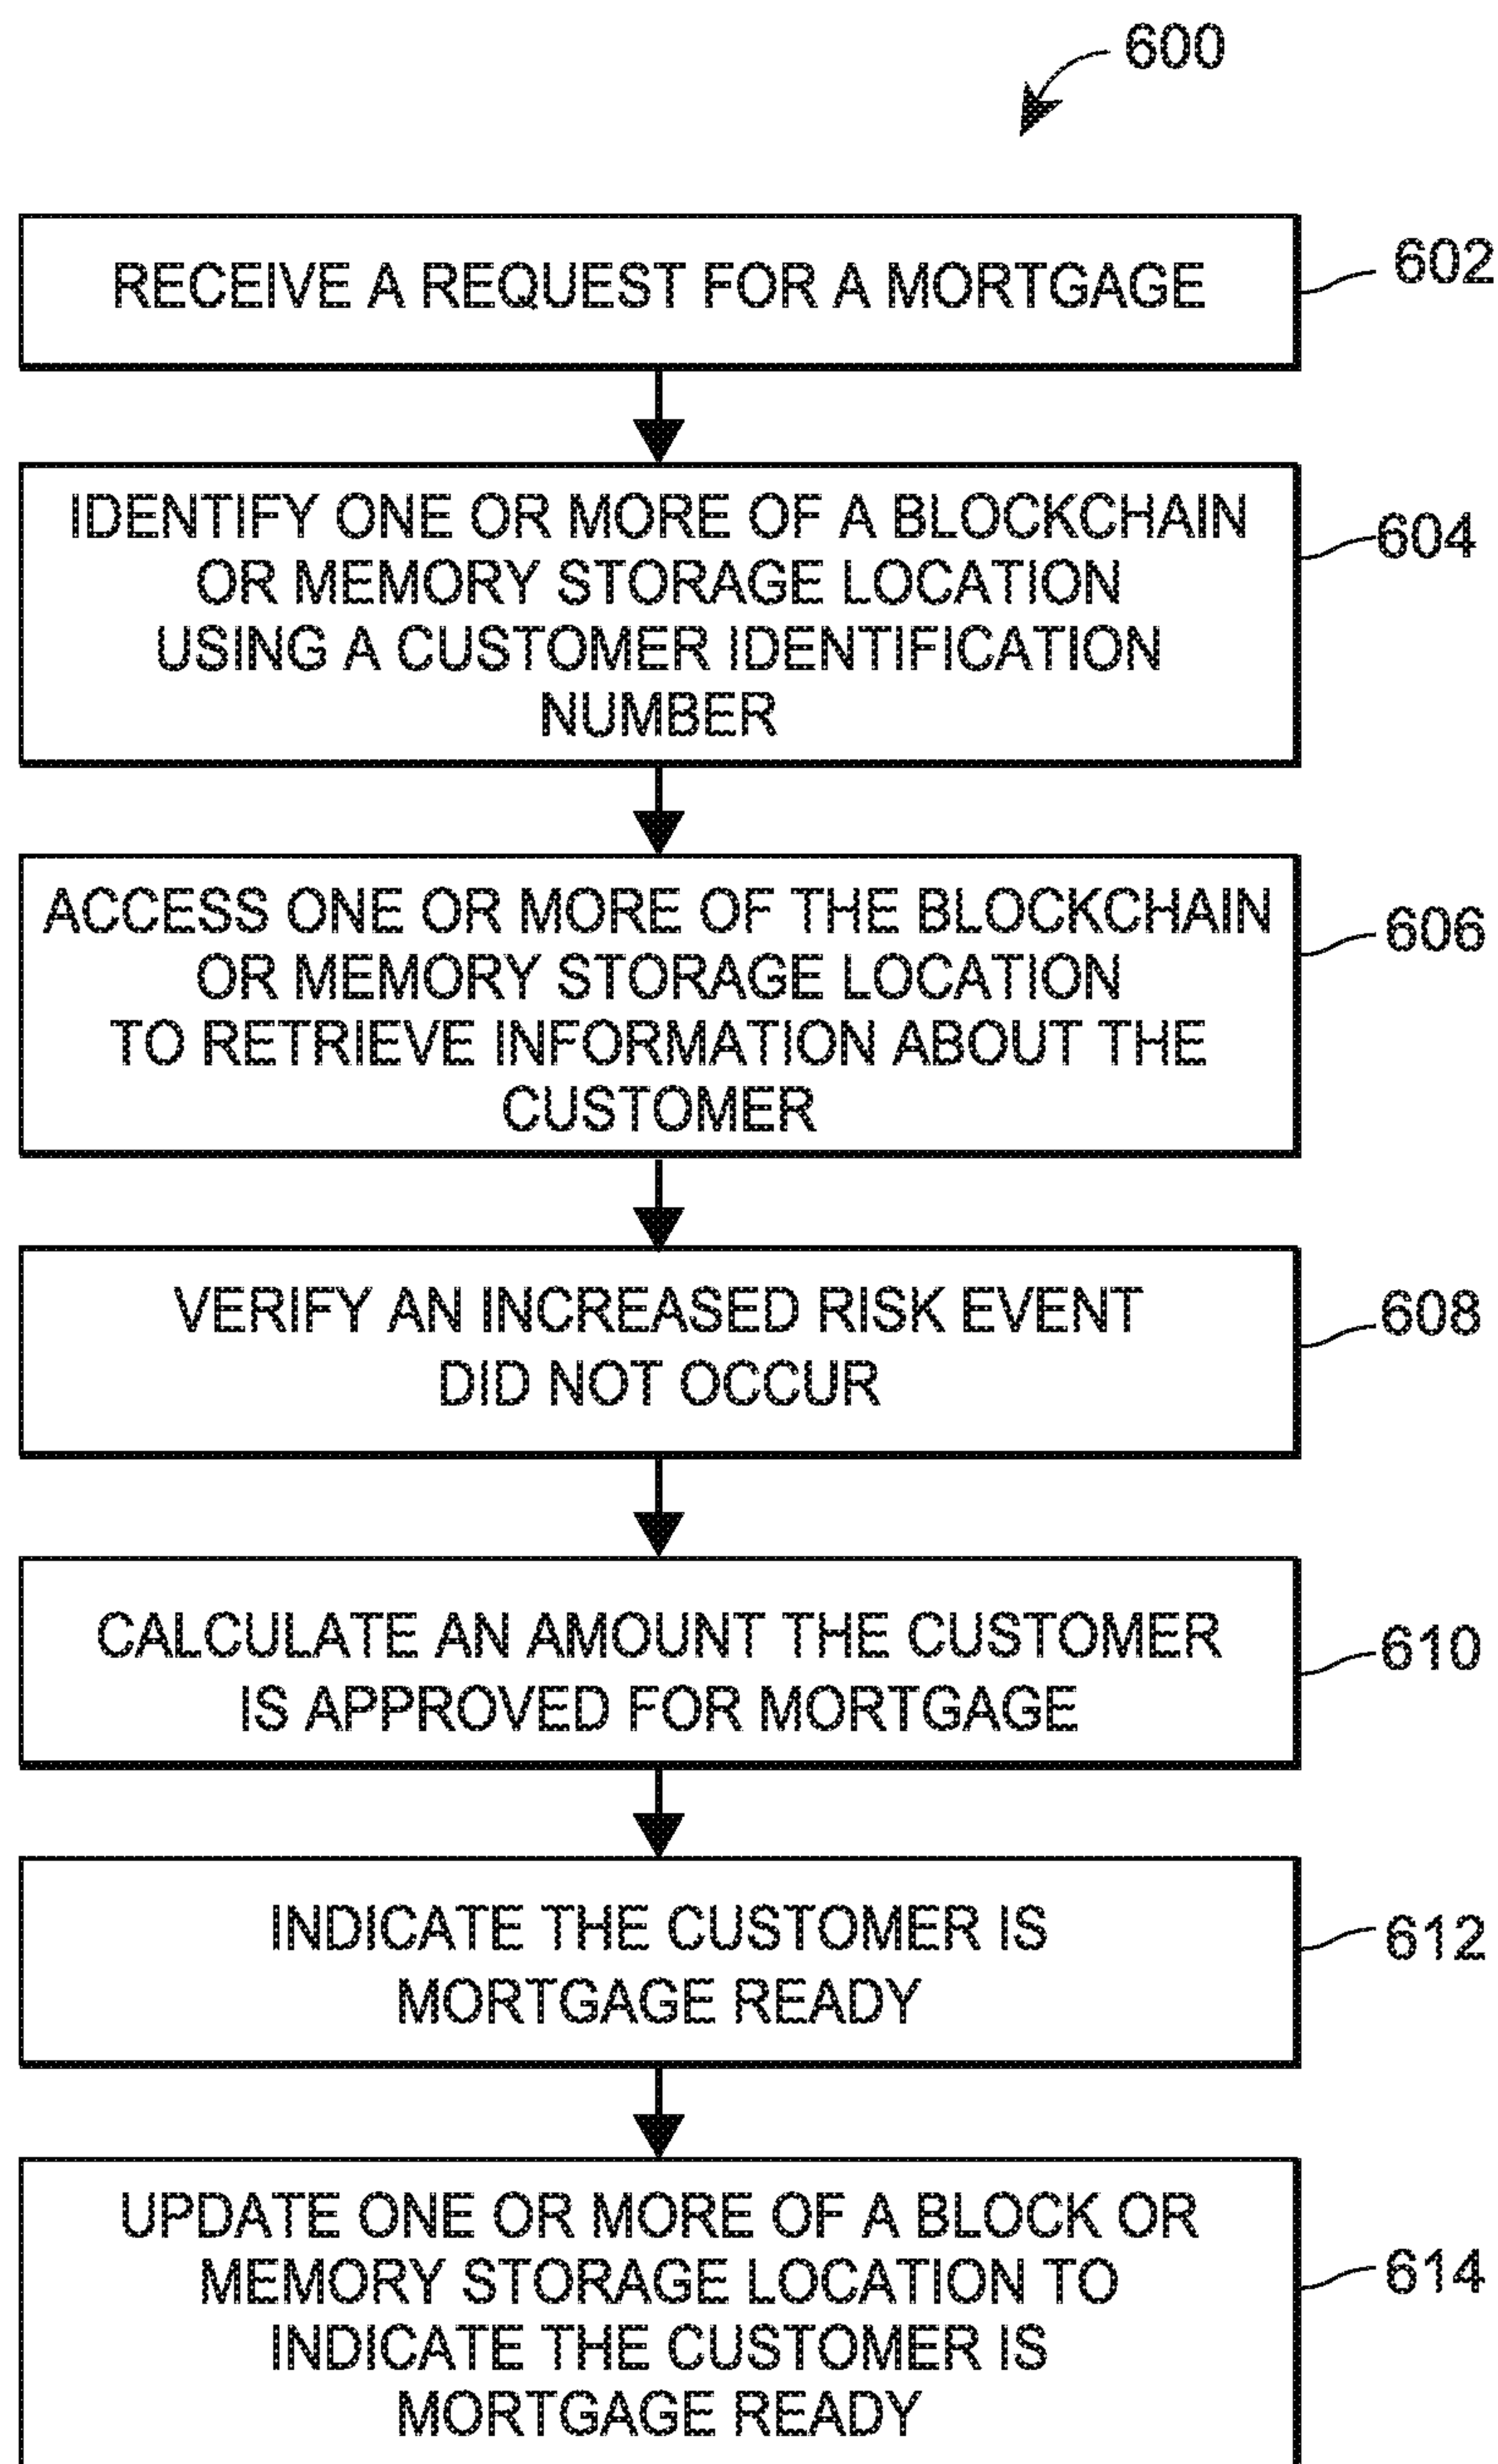 600
RECEIVE A REQUEST FOR A MORTGAGE
602
IDENTIFY ONE OR MORE OF A BLOCKCHAIN
OR MEMORY STORAGE LOCATION
USING A CUSTOMER IDENTIFICATION
NUMBER
604
ACCESS ONE OR MORE OF THE BLOCKCHAIN
OR MEMORY STORAGE LOCATION
TO RETRIEVE INFORMATION ABOUT THE
CUSTOMER
606
VERIFY AN INCREASED RISK EVENT
DID NOT OCCUR
608
CALCULATE AN AMOUNT THE CUSTOMER
IS APPROVED FOR MORTGAGE
610
INDICATE THE CUSTOMER IS
MORTGAGE READY
612
UPDATE ONE OR MORE OF A BLOCK OR
MEMORY STORAGE LOCATION TO
INDICATE THE CUSTOMER IS
MORTGAGE READY
614